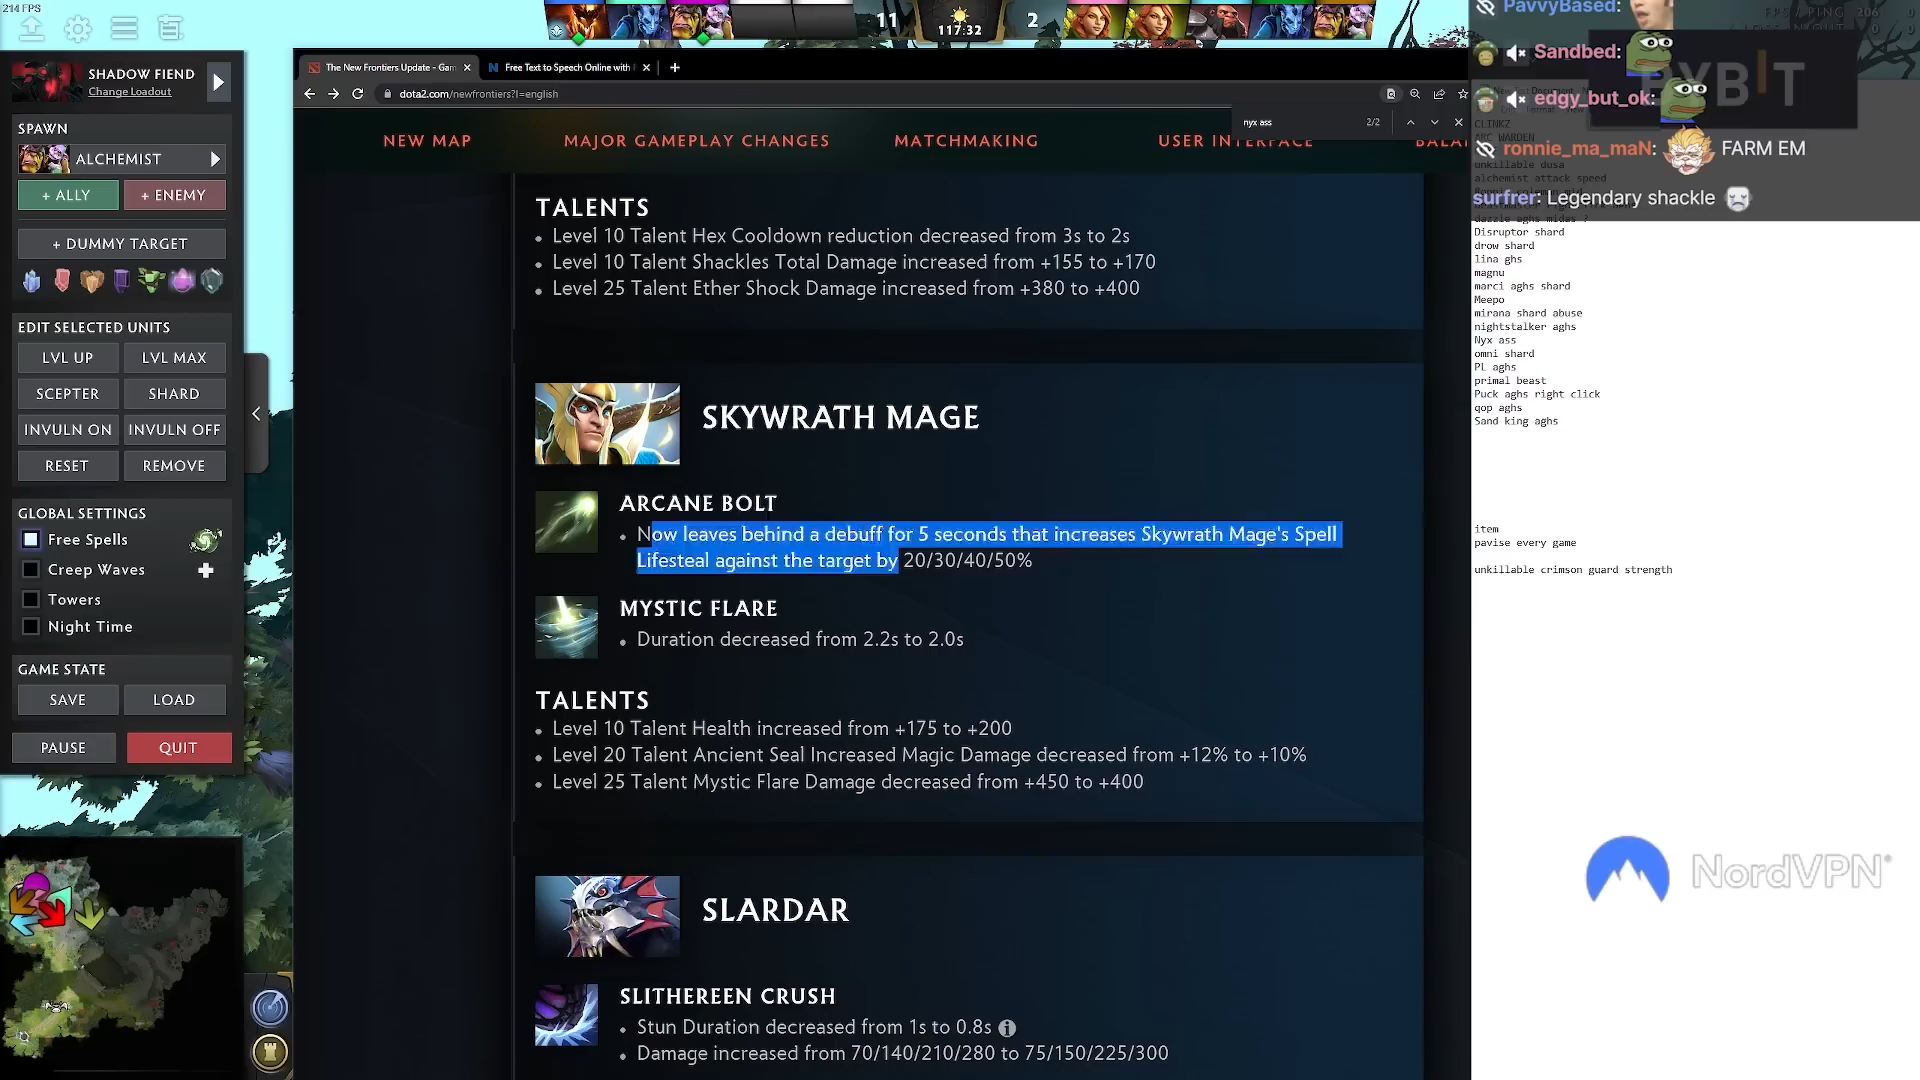 214 FPS
SHADOW FIEND
Change Loadout
SPAWN
ALCHEMIST
+ ALLY
+ ENEMY
+ DUMMY TARGET
EDIT SELECTED UNITS
LVL UP
LVL MAX
SCEPTER
SHARD
INVULN ON
INVULN OFF
RESET
REMOVE
GLOBAL SETTINGS
Free Spells
Creep Waves
Towers
Night Time
GAME STATE
SAVE
LOAD
PAUSE
QUIT
11
117:32
2
The New Frontiers Update - Gam
Free Text to Speech Online with
dota2.com/newfrontiers?l=english
nyx ass
2/2
NEW MAP
MAJOR GAMEPLAY CHANGES
MATCHMAKING
USER INTERFACE
TALENTS
Level 10 Talent Hex Cooldown reduction decreased from 3s to 2s
Level 10 Talent Shackles Total Damage increased from +155 to +170
Level 25 Talent Ether Shock Damage increased from +380 to +400
SKYWRATH MAGE
ARCANE BOLT
Now leaves behind a debuff for 5 seconds that increases Skywrath Mage's Spell
Lifesteal against the target by 20/30/40/50%
MYSTIC FLARE
Duration decreased from 2.2s to 2.0s
TALENTS
Level 10 Talent Health increased from +175 to +200
Level 20 Talent Ancient Seal Increased Magic Damage decreased from +12% to +10%
Level 25 Talent Mystic Flare Damage decreased from +450 to +400
SLARDAR
SLITHEREEN CRUSH
Stun Duration decreased from 1s to 0.8s
Damage increased from 70/140/210/280 to 75/150/225/300
PavvyBased:
Sandbed:
edgy_but_ok:
ronnie_ma_maN: FARM EM
surfrer: Legendary shackle
CLINKZ
ARC WARDEN
unkillable dusa
alchemist attack speed
Disruptor shard
drow shard
lina ghs
magnu
marci aghs shard
Meepo
mirana shard abuse
nightstalker aghs
Nyx ass
omni shard
PL aghs
primal beast
Puck aghs right click
qop aghs
Sand king aghs
item
pavise every game
unkillable crimson guard strength
NordVPN®